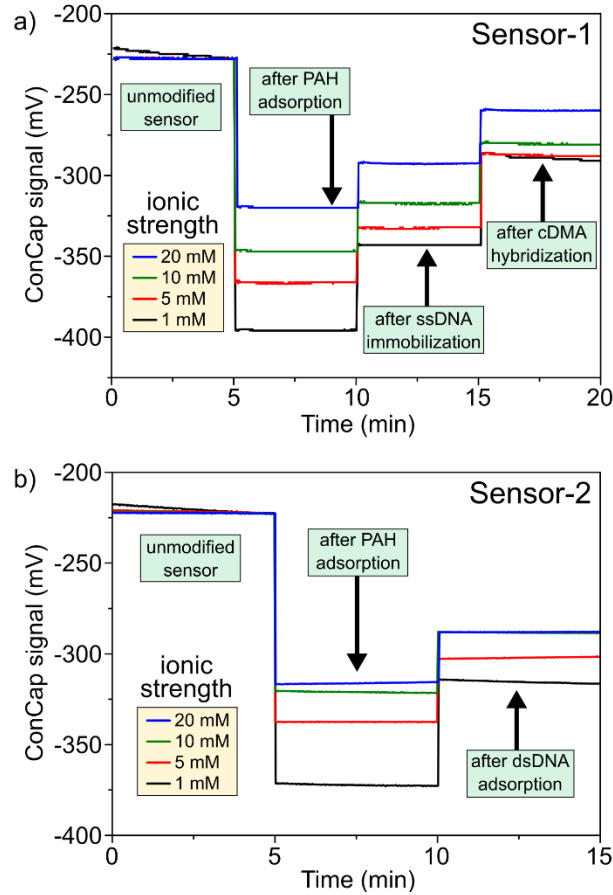 a)
Sensor-1
ConCap signal (mV)
-200
-250
-300
-350
-400
unmodified
sensor
after PAH
adsorption
ionic
strength
20 mM
10 mM
5 mM
1 mM
after ssDNA
immobilization
after cDMA
hybridization
0
5
10
15
20
Time (min)
b)
Sensor-2
ConCap signal (mV)
-200
-250
-300
-350
-400
unmodified
sensor
after PAH
adsorption
ionic
strength
20 mM
10 mM
5 mM
1 mM
after dsDNA
adsorption
0
5
10
15
Time (min)